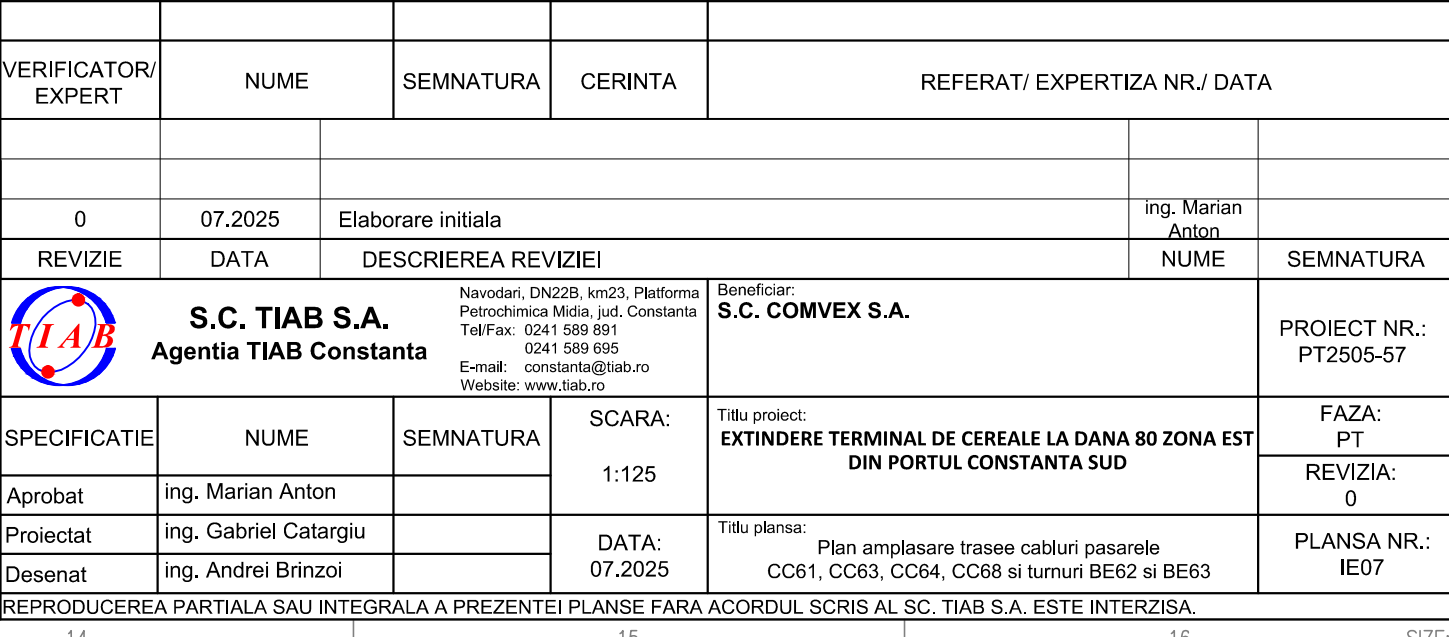 VERIFICATOR/
EXPERT
NUME
SEMNATURA
CERINTA
REFERAT/ EXPERTIZA NR./ DATA
0
07.2025
Elaborare initiala
ing. Marian
Anton
REVIZIE
DATA
DESCRIEREA REVIZIEI
NUME
SEMNATURA
TIAB
S.C. TIAB S.A.
Agentia TIAB Constanta
Navodari, DN22B, km23, Platforma
Petrochimica Midia, jud. Constanta
Tel/Fax: 0241 589 891
0241 589 695
E-mail: constanta@tiab.ro
Website: www.tiab.ro
Beneficiar:
S.C. COMVEX S.A.
PROIECT NR.:
PT2505-57
SPECIFICATIE
NUME
SEMNATURA
SCARA:
1:125
Titlu proiect:
EXTINDERE TERMINAL DE CEREALE LA DANA 80 ZONA EST
DIN PORTUL CONSTANTA SUD
FAZA:
PT
REVIZIA:
0
Aprobat
ing. Marian Anton
Proiectat
ing. Gabriel Catargiu
Desenat
ing. Andrei Brinzoi
DATA:
07.2025
Titlu plansa:
Plan amplasare trasee cabluri pasarele
CC61, CC63, CC64, CC68 si turnuri BE62 si BE63
PLANSA NR.:
IE07
REPRODUCEREA PARTIALA SAU INTEGRALA A PREZENTEI PLANSE FARA ACORDUL SCRIS AL SC. TIAB S.A. ESTE INTERZISA.
14
15
16